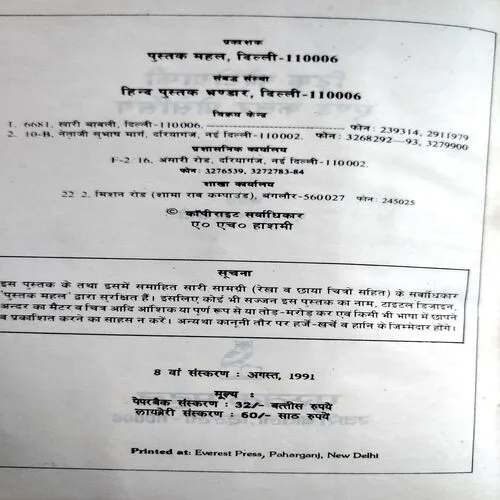 प्रकाशक
पुस्तक महल, दिल्ली-110006
संबद्ध संस्था
हिन्द पुस्तक भण्डार, दिल्ली-110006
विक्रय केन्द्र
1. 6681, खारी बावली, दिल्ली-110006. ---------------- फोन: 239314, 2911979
2. 10-B, नेताजी सुभाष मार्ग, दरियागंज, नई दिल्ली-110002. फोन: 3268292—93, 3279900
प्रशासनिक कार्यालय
F-2/16, अंसारी रोड, दरियागंज, नई दिल्ली-110002.
फोन: 3276539, 3272783-84
शाखा कार्यालय
22/2, मिशन रोड (शामा राव कम्पाउंड), बंगलौर-560027 फोन: 245025
© कॉपीराइट सर्वाधिकार
ए० एच० हाशमी
सूचना
इस पुस्तक के तथा इसमें समाहित सारी सामग्री (रेखा व छाया चित्रों सहित) के सर्वाधिकार
'पुस्तक महल' द्वारा सुरक्षित हैं। इसलिए कोई भी सज्जन इस पुस्तक का नाम, टाइटल डिजाइन,
अन्दर का मैटर व चित्र आदि आंशिक या पूर्ण रूप से या तोड़-मरोड़ कर एवं किसी भी भाषा में छापने
व प्रकाशित करने का साहस न करें। अन्यथा कानूनी तौर पर हर्जे-खर्चे व हानि के जिम्मेदार होंगे।
8 वां संस्करण : अगस्त, 1991
मूल्य :
पेपरबैक संस्करण : 32/- बत्तीस रुपये
लायब्रेरी संस्करण : 60/- साठ रुपये
Printed at: Everest Press, Paharganj, New Delhi